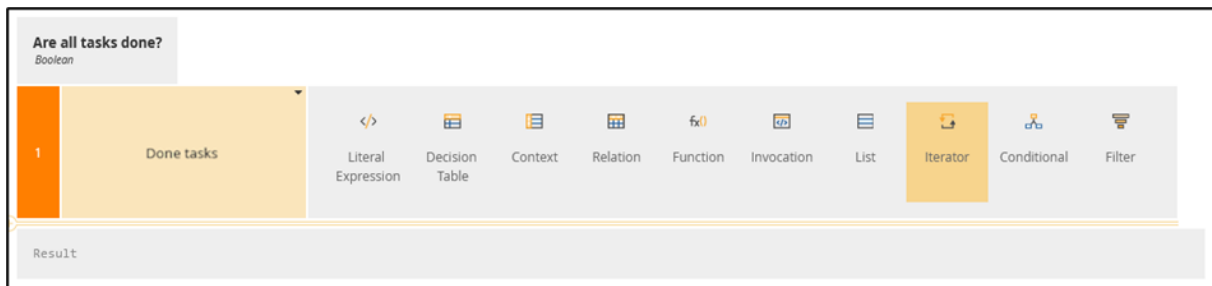 Are all tasks done?
Boolean
1
Done tasks
</>
fx()
</>
Literal Expression
Decision Table
Context
Relation
Function
Invocation
List
Iterator
Conditional
Filter
Result